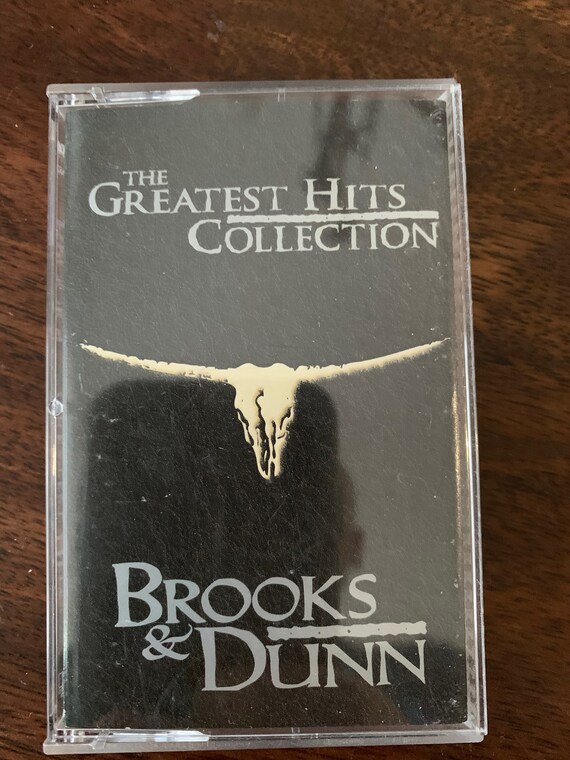 THE
GREATEST HITS
COLLECTION
BROOKS
& DUNN